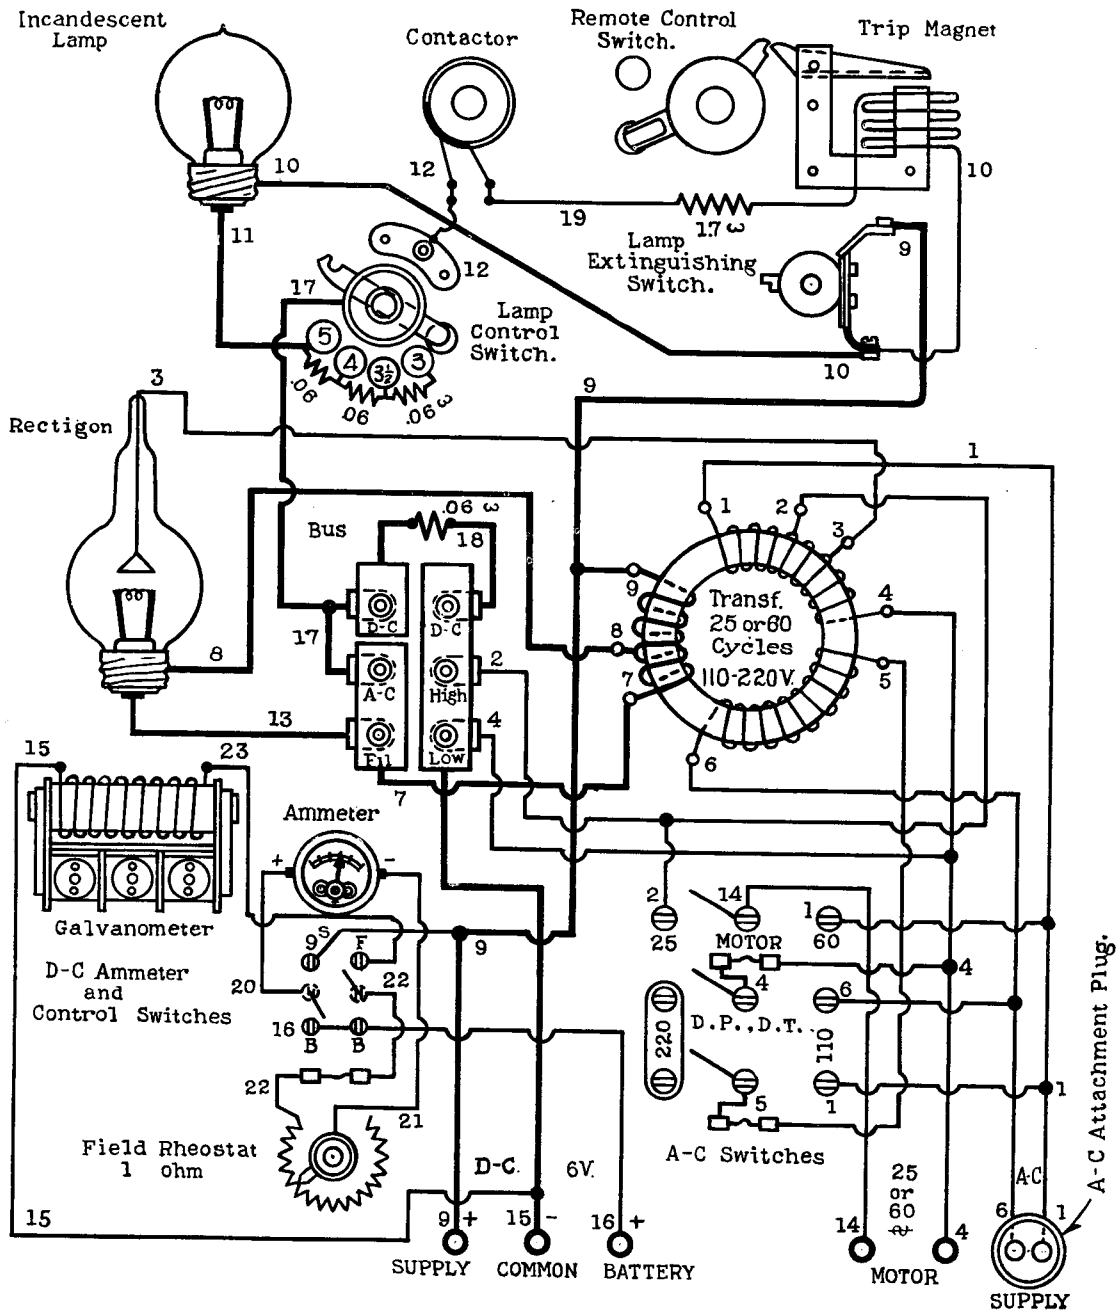 Incandescent
Lamp
Contactor
Remote Control
Switch.
Trip Magnet
10
12
19
1.7 ω
10
11
12
Lamp
Extinguishing
Switch.
9
17
Lamp
Control
Switch.
5
4
3½
3
.06
.06
.06 ω
10
3
9
Rectigon
1
.06 ω
Bus
18
1
2
3
9
4
D-C
D-C
Transf.
25 or 60
Cycles
110-220V.
17
8
8
2
A-C
High
7
5
13
4
Fil
Low
6
15
23
7
Ammeter
+
-
Galvanometer
2
14
1
25
60
MOTOR
9
S
F
9
D-C Ammeter
and
Control Switches
20
22
4
4
6
D.P., D.T.
16
B
B
220
110
22
21
5
1
1
Field Rheostat
1 ohm
A-C Switches
D-C.
6V.
25
or
60
~
A-C
A-C Attachment Plug.
15
9 +
15 -
16 +
14
4
6
1
SUPPLY
COMMON
BATTERY
MOTOR
SUPPLY